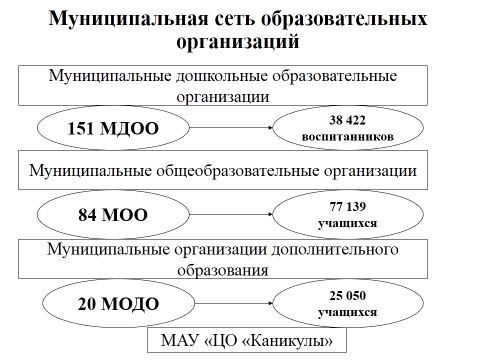 Муниципальная сеть образовательных
организаций
Муниципальные дошкольные образовательные
организации
151 МДОО
38 422
воспитанников
Муниципальные общеобразовательные организации
84 МОО
77 139
учащихся
Муниципальные организации дополнительного
образования
20 МОДО
25 050
учащихся
МАУ «ЦО «Каникулы»